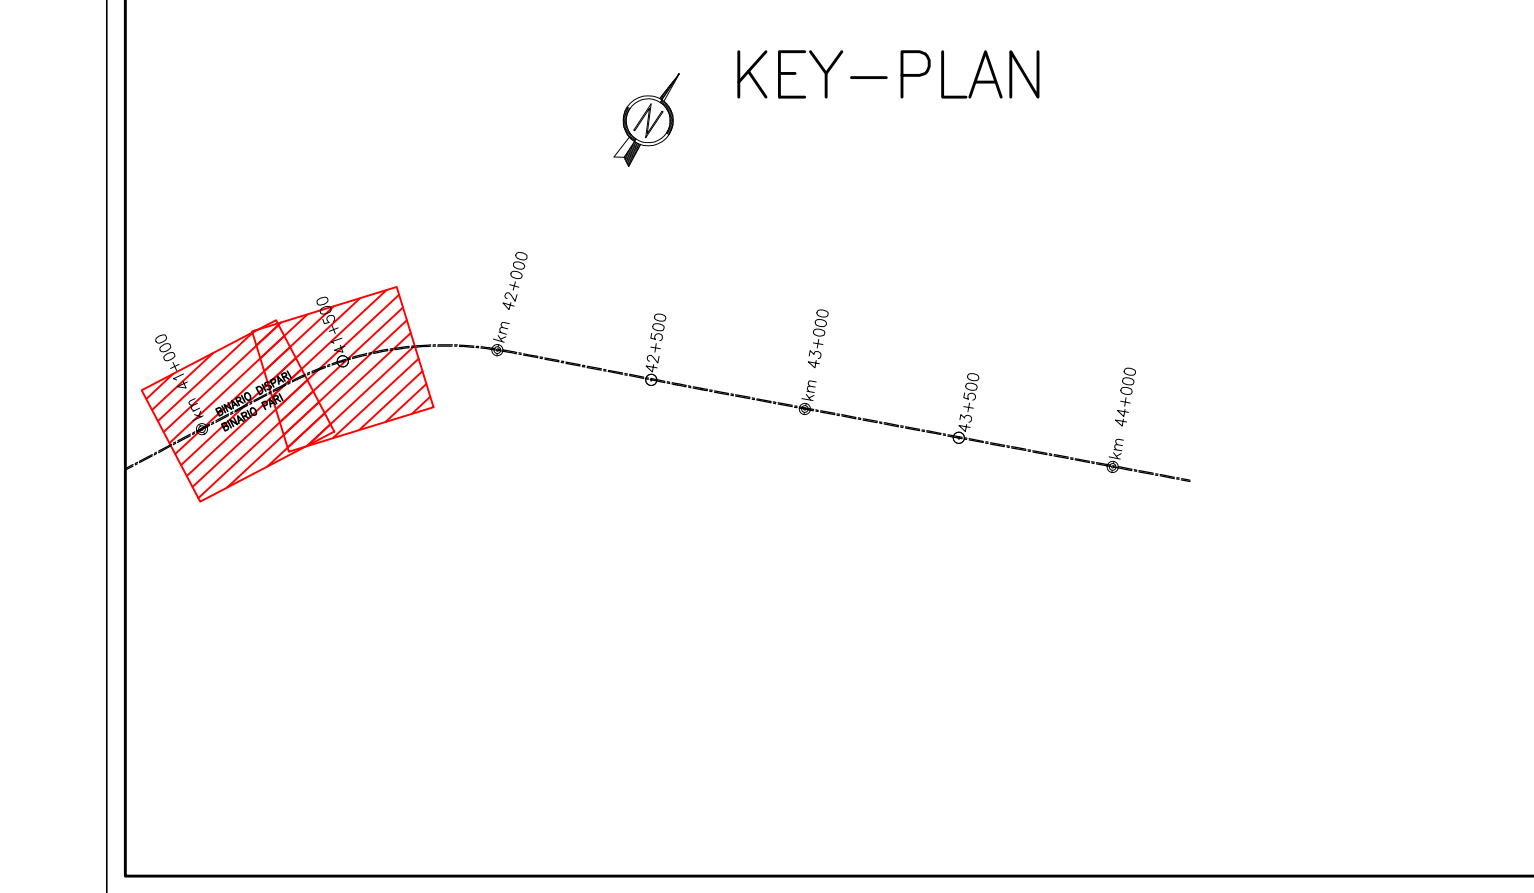 KEY-PLAN
N
km 41+000
41+500
km 42+000
42+500
km 43+000
43+500
km 44+000
BINARIO DISPARI
BINARIO PARI